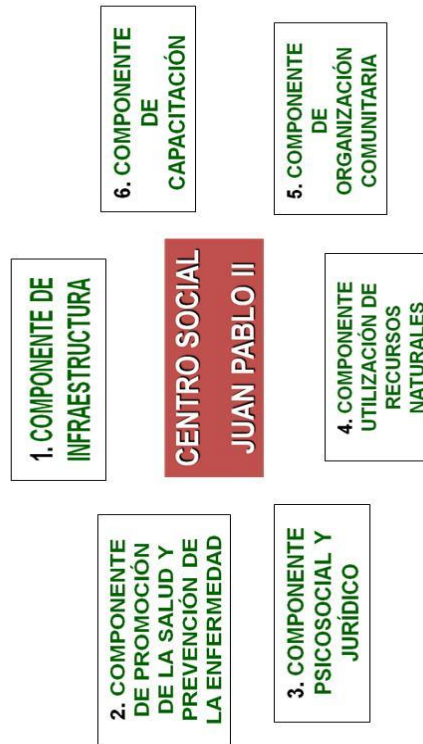 1. COMPONENTE DE
INFRAESTRUCTURA
2. COMPONENTE
DE PROMOCIÓN
DE LA SALUD Y
PREVENCIÓN DE
LA ENFERMEDAD
CENTRO SOCIAL
JUAN PABLO II
6. COMPONENTE
DE
CAPACITACIÓN
3. COMPONENTE
PSICOSOCIAL Y
JURÍDICO
4. COMPONENTE
UTILIZACIÓN DE
RECURSOS
NATURALES
5. COMPONENTE
DE
ORGANIZACIÓN
COMUNITARIA